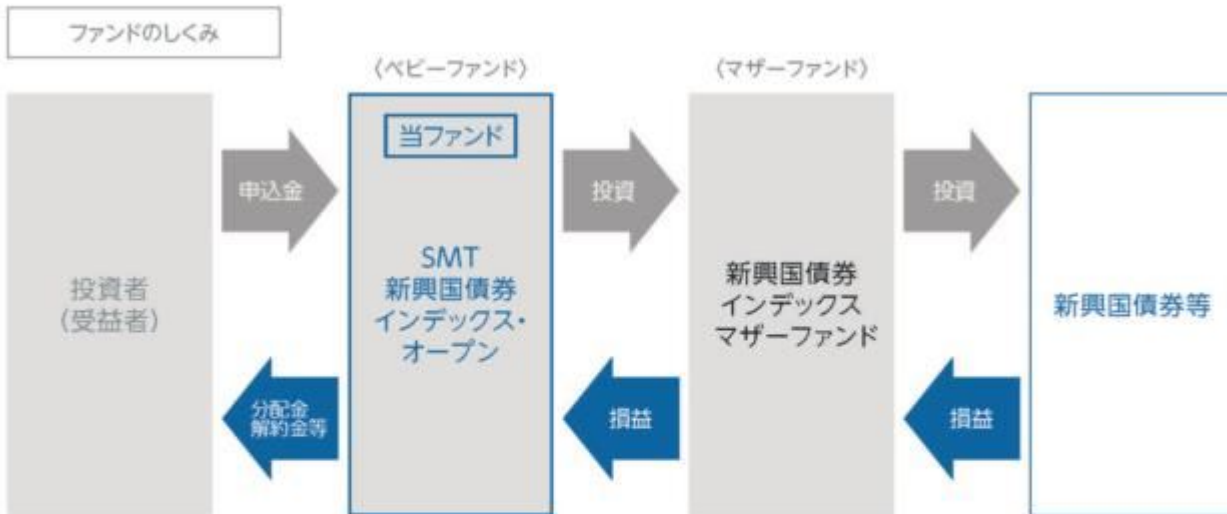 ファンドのしくみ
〈ベビーファンド〉
〈マザーファンド〉
投資者
(受益者)
申込金
分配金
解約金等
当ファンド
SMT
新興国債券
インデックス・
オープン
投資
損益
新興国債券
インデックス
マザーファンド
投資
損益
新興国債券等